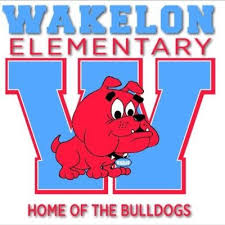 WAKELON
ELEMENTARY
W
HOME OF THE BULLDOGS